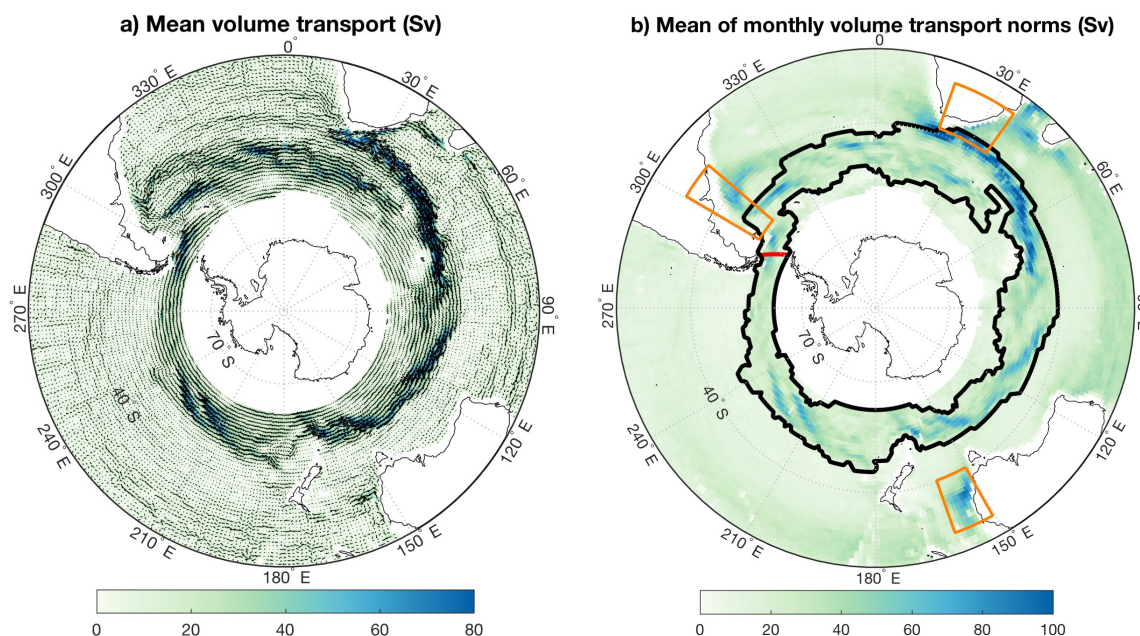 a) Mean volume transport (Sv)
0°
30° E
60° E
90° E
120° E
150° E
180° E
210° E
240° E
270° E
300° E
330° E
70° S
40° S
0 20 40 60 80
b) Mean of monthly volume transport norms (Sv)
0°
30° E
60° E
120° E
150° E
180° E
210° E
240° E
270° E
300° E
330° E
70° S
40° S
0 20 40 60 80 100